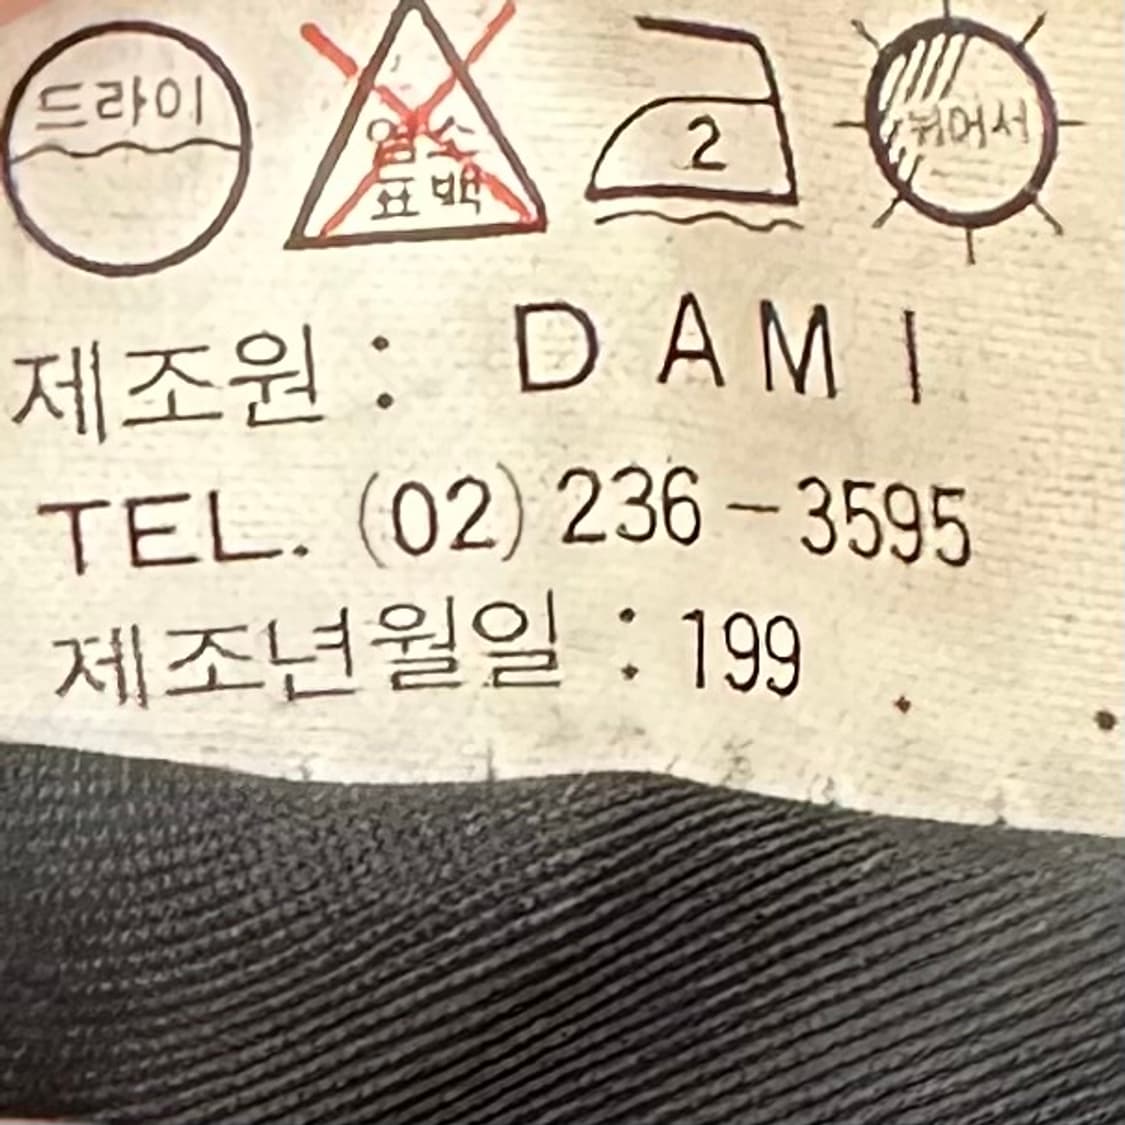 드라이
염소
표백
2
뉘어서
제조원 : DAMI
TEL. (02) 236-3595
제조년월일 : 199 . .